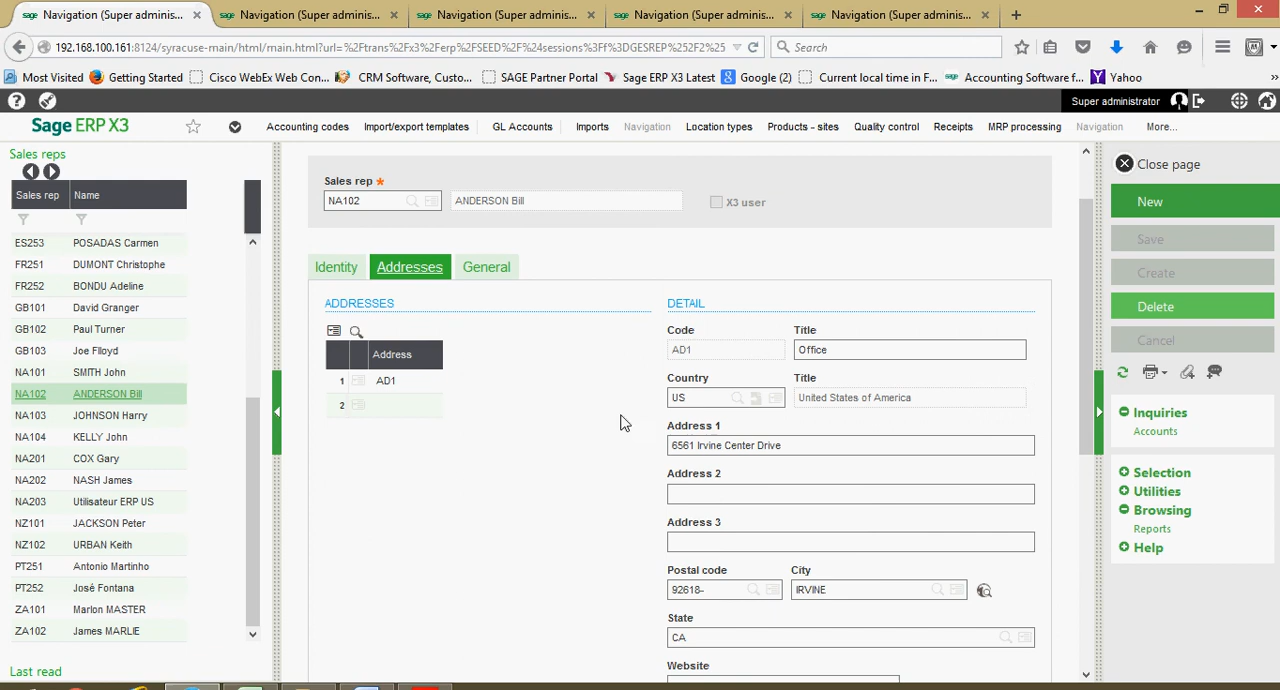 sage Navigation (Super adminis... ×
sage Navigation (Super adminis... ×
sage Navigation (Super adminis... ×
sage Navigation (Super adminis... ×
sage Navigation (Super adminis... ×
192.168.100.161:8124/syracuse-main/html/main.html?url=%2Ftrans%2Fx3%2Ferp%2FSEED%2F%24sessions%3Ff%3DGESREP%252F2%25
Search
Most Visited
Getting Started
Cisco WebEx Web Con...
CRM Software, Custo...
SAGE Partner Portal
Sage ERP X3 Latest
Google (2)
Current local time in F...
Accounting Software f...
Yahoo
Super administrator
Sage ERP X3
Accounting codes
Import/export templates
GL Accounts
Imports
Navigation
Location types
Products - sites
Quality control
Receipts
MRP processing
Navigation
More...
Sales reps
Sales rep Name
ES253 POSADAS Carmen
FR251 DUMONT Christophe
FR252 BONDU Adeline
GB101 David Granger
GB102 Paul Turner
GB103 Joe Flloyd
NA101 SMITH John
NA102 ANDERSON Bill
NA103 JOHNSON Harry
NA104 KELLY John
NA201 COX Gary
NA202 NASH James
NA203 Utilisateur ERP US
NZ101 JACKSON Peter
NZ102 URBAN Keith
PT251 Antonio Martinho
PT252 José Fontana
ZA101 Marlon MASTER
ZA102 James MARLIE
Last read
Sales rep *
NA102 ANDERSON Bill X3 user
Identity Addresses General
ADDRESSES
Address
1 AD1
2
DETAIL
Code Title
AD1 Office
Country Title
US United States of America
Address 1
6561 Irvine Center Drive
Address 2
Address 3
Postal code City
92618- IRVINE
State
CA
Website
Close page
New
Save
Create
Delete
Cancel
Inquiries
Accounts
Selection
Utilities
Browsing
Reports
Help